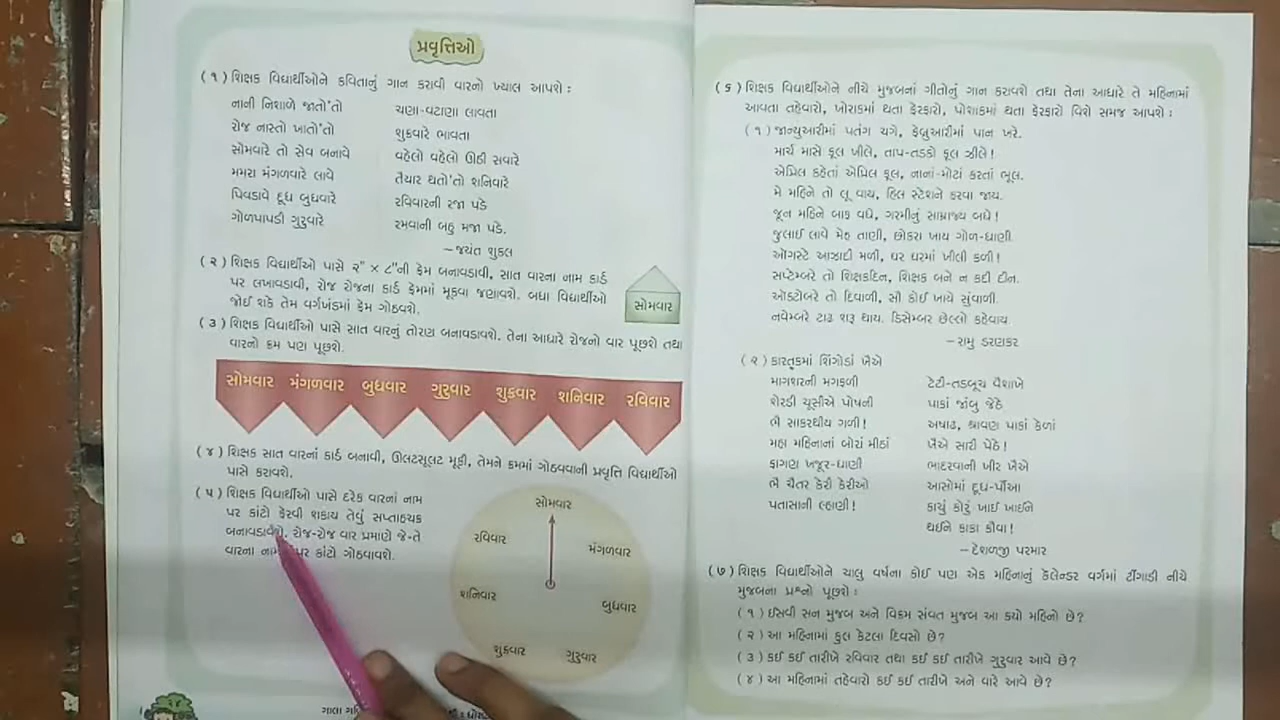 પ્રવૃત્તિઓ
(૧) શિક્ષક વિદ્યાર્થીઓને કવિતાનું ગાન કરાવી વારનો ખ્યાલ આપશે :
નાની નિશાળે જાતો'તો
રોજ નાસ્તો ખાતો'તો
સોમવારે તો સેવ બનાવે
મમરા મંગળવારે લાવે
પિવડાવે દૂધ બુધવારે
ગોળપાપડી ગુરુવારે
ચણા-વટાણા લાવતા
શુક્રવારે ભાવતા
વહેલો વહેલો ઊઠી સવારે
તૈયાર થતો'તો શનિવારે
રવિવારની રજા પડે
રમવાની બહુ મજા પડે.
– જયંત શુકલ
(૨) શિક્ષક વિદ્યાર્થીઓ પાસે ૨" × ૮"ની ફ્રેમ બનાવડાવી, સાત વારના નામ કાર્ડ
પર લખાવડાવી, રોજ રોજના કાર્ડ ફ્રેમમાં મૂકવા જણાવશે. બધા વિદ્યાર્થીઓ
જોઈ શકે તેમ વર્ગખંડમાં ફ્રેમ ગોઠવશે.
સોમવાર
(૩) શિક્ષક વિદ્યાર્થીઓ પાસે સાત વારનું તોરણ બનાવડાવશે. તેના આધારે રોજનો વાર પૂછશે તથા
વારનો ક્રમ પણ પૂછશે.
સોમવાર મંગળવાર બુધવાર ગુરુવાર શુક્રવાર શનિવાર રવિવાર
(૪) શિક્ષક સાત વારનાં કાર્ડ બનાવી, ઊલટસૂલટ મૂકી, તેમને ક્રમમાં ગોઠવવાની પ્રવૃત્તિ વિદ્યાર્થીઓ
પાસે કરાવશે.
(૫) શિક્ષક વિદ્યાર્થીઓ પાસે દરેક વારનાં નામ
પર કાંટો ફેરવી શકાય તેવું સપ્તાહચક્ર
બનાવડાવશે. રોજ-રોજ વાર પ્રમાણે જે-તે
વારના નામ પર કાંટો ગોઠવાવશે.
સોમવાર
મંગળવાર
બુધવાર
ગુરુવાર
શુક્રવાર
શનિવાર
રવિવાર
ગાલા
(૬) શિક્ષક વિદ્યાર્થીઓને નીચે મુજબનાં ગીતોનું ગાન કરાવશે તથા તેના આધારે તે મહિનામાં
આવતા તહેવારો, ખોરાકમાં થતા ફેરફારો, પોશાકમાં થતા ફેરફારો વિશે સમજ આપશે :
(૧) જાન્યુઆરીમાં પતંગ ચગે, ફેબ્રુઆરીમાં પાન ખરે.
માર્ચ માસે ફૂલ ખીલે, તાપ-તડકો ફૂલ ઝીલે !
એપ્રિલ કહેતાં એપ્રિલ ફૂલ, નાનાં-મોટાં કરતાં ભૂલ.
મે મહિને તો લૂ વાય, હિલ સ્ટેશને ફરવા જાય.
જૂન મહિને બાફ વધે, ગરમીનું સામ્રાજ્ય બધે !
જુલાઈ લાવે મેહ તાણી, છોકરા ખાય ગોળ-ધાણી
ઑગસ્ટે આઝાદી મળી, ઘર ઘરમાં ખીલી કળી !
સપ્ટેમ્બરે તો શિક્ષકદિન, શિક્ષક બને ન કદી દીન.
ઑક્ટોબરે તો દિવાળી, સૌ કોઈ ખાયે સુંવાળી.
નવેમ્બરે ટાઢ શરૂ થાય. ડિસેમ્બર છેલ્લો કહેવાય.
– રામુ ડરણકર
(૨) કારતૂકમાં શિંગોડાં ખૈએ
માગશરની મગફળી
શેરડી ચૂસીએ પોષની
ભૈ સાકરથીય ગળી !
મહા મહિનાનાં બોરાં મીઠાં
ફાગણ ખજૂર-ધાણી
ભૈ ચૈતર કેરી કેરીઓ
પતાસાની લ્હાણી !
ટેટી-તડબૂચ વૈશાખે
પાકાં જાંબુ જેઠે
અષાઢ, શ્રાવણ પાકાં કેળાં
ખૈએ સારી પેઠે !
ભાદરવાની ખીર ખૈએ
આસોમાં દૂધ-પૌંઆ
કાચું કોરું ખાઈ ખાઈને
થઈને કાકા કૌવા !
– દેશળજી પરમાર
(૭) શિક્ષક વિદ્યાર્થીઓને ચાલુ વર્ષના કોઈ પણ એક મહિનાનું કૅલેન્ડર વર્ગમાં ટીંગાડી નીચે
મુજબના પ્રશ્નો પૂછશે :
(૧) ઈસવી સન મુજબ અને વિક્રમ સંવત મુજબ આ કયો મહિનો છે?
(૨) આ મહિનામાં કુલ કેટલા દિવસો છે?
(૩) કઈ કઈ તારીખે રવિવાર તથા કઈ કઈ તારીખે ગુરુવાર આવે છે?
(૪) આ મહિનામાં તહેવારો કઈ કઈ તારીખે અને વારે આવે છે?